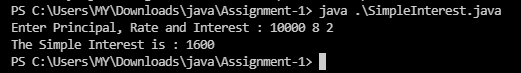 PS C:\Users\MY\Downloads\java\Assignment-1> java .\SimpleInterest.java
Enter Principal, Rate and Interest : 10000 8 2
The Simple Interest is : 1600
PS C:\Users\MY\Downloads\java\Assignment-1>